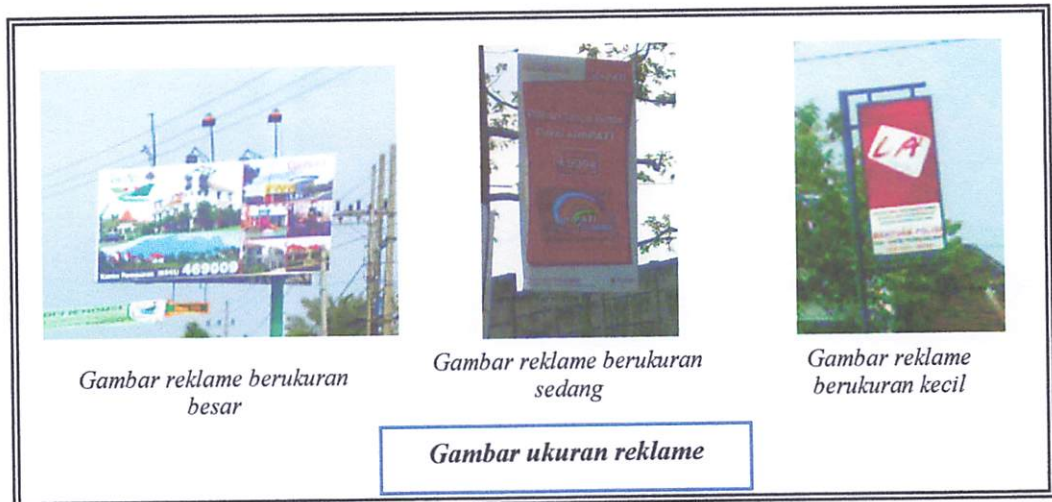 469009
LA
Gambar reklame berukuran
besar
Gambar reklame berukuran
sedang
Gambar reklame
berukuran kecil
Gambar ukuran reklame